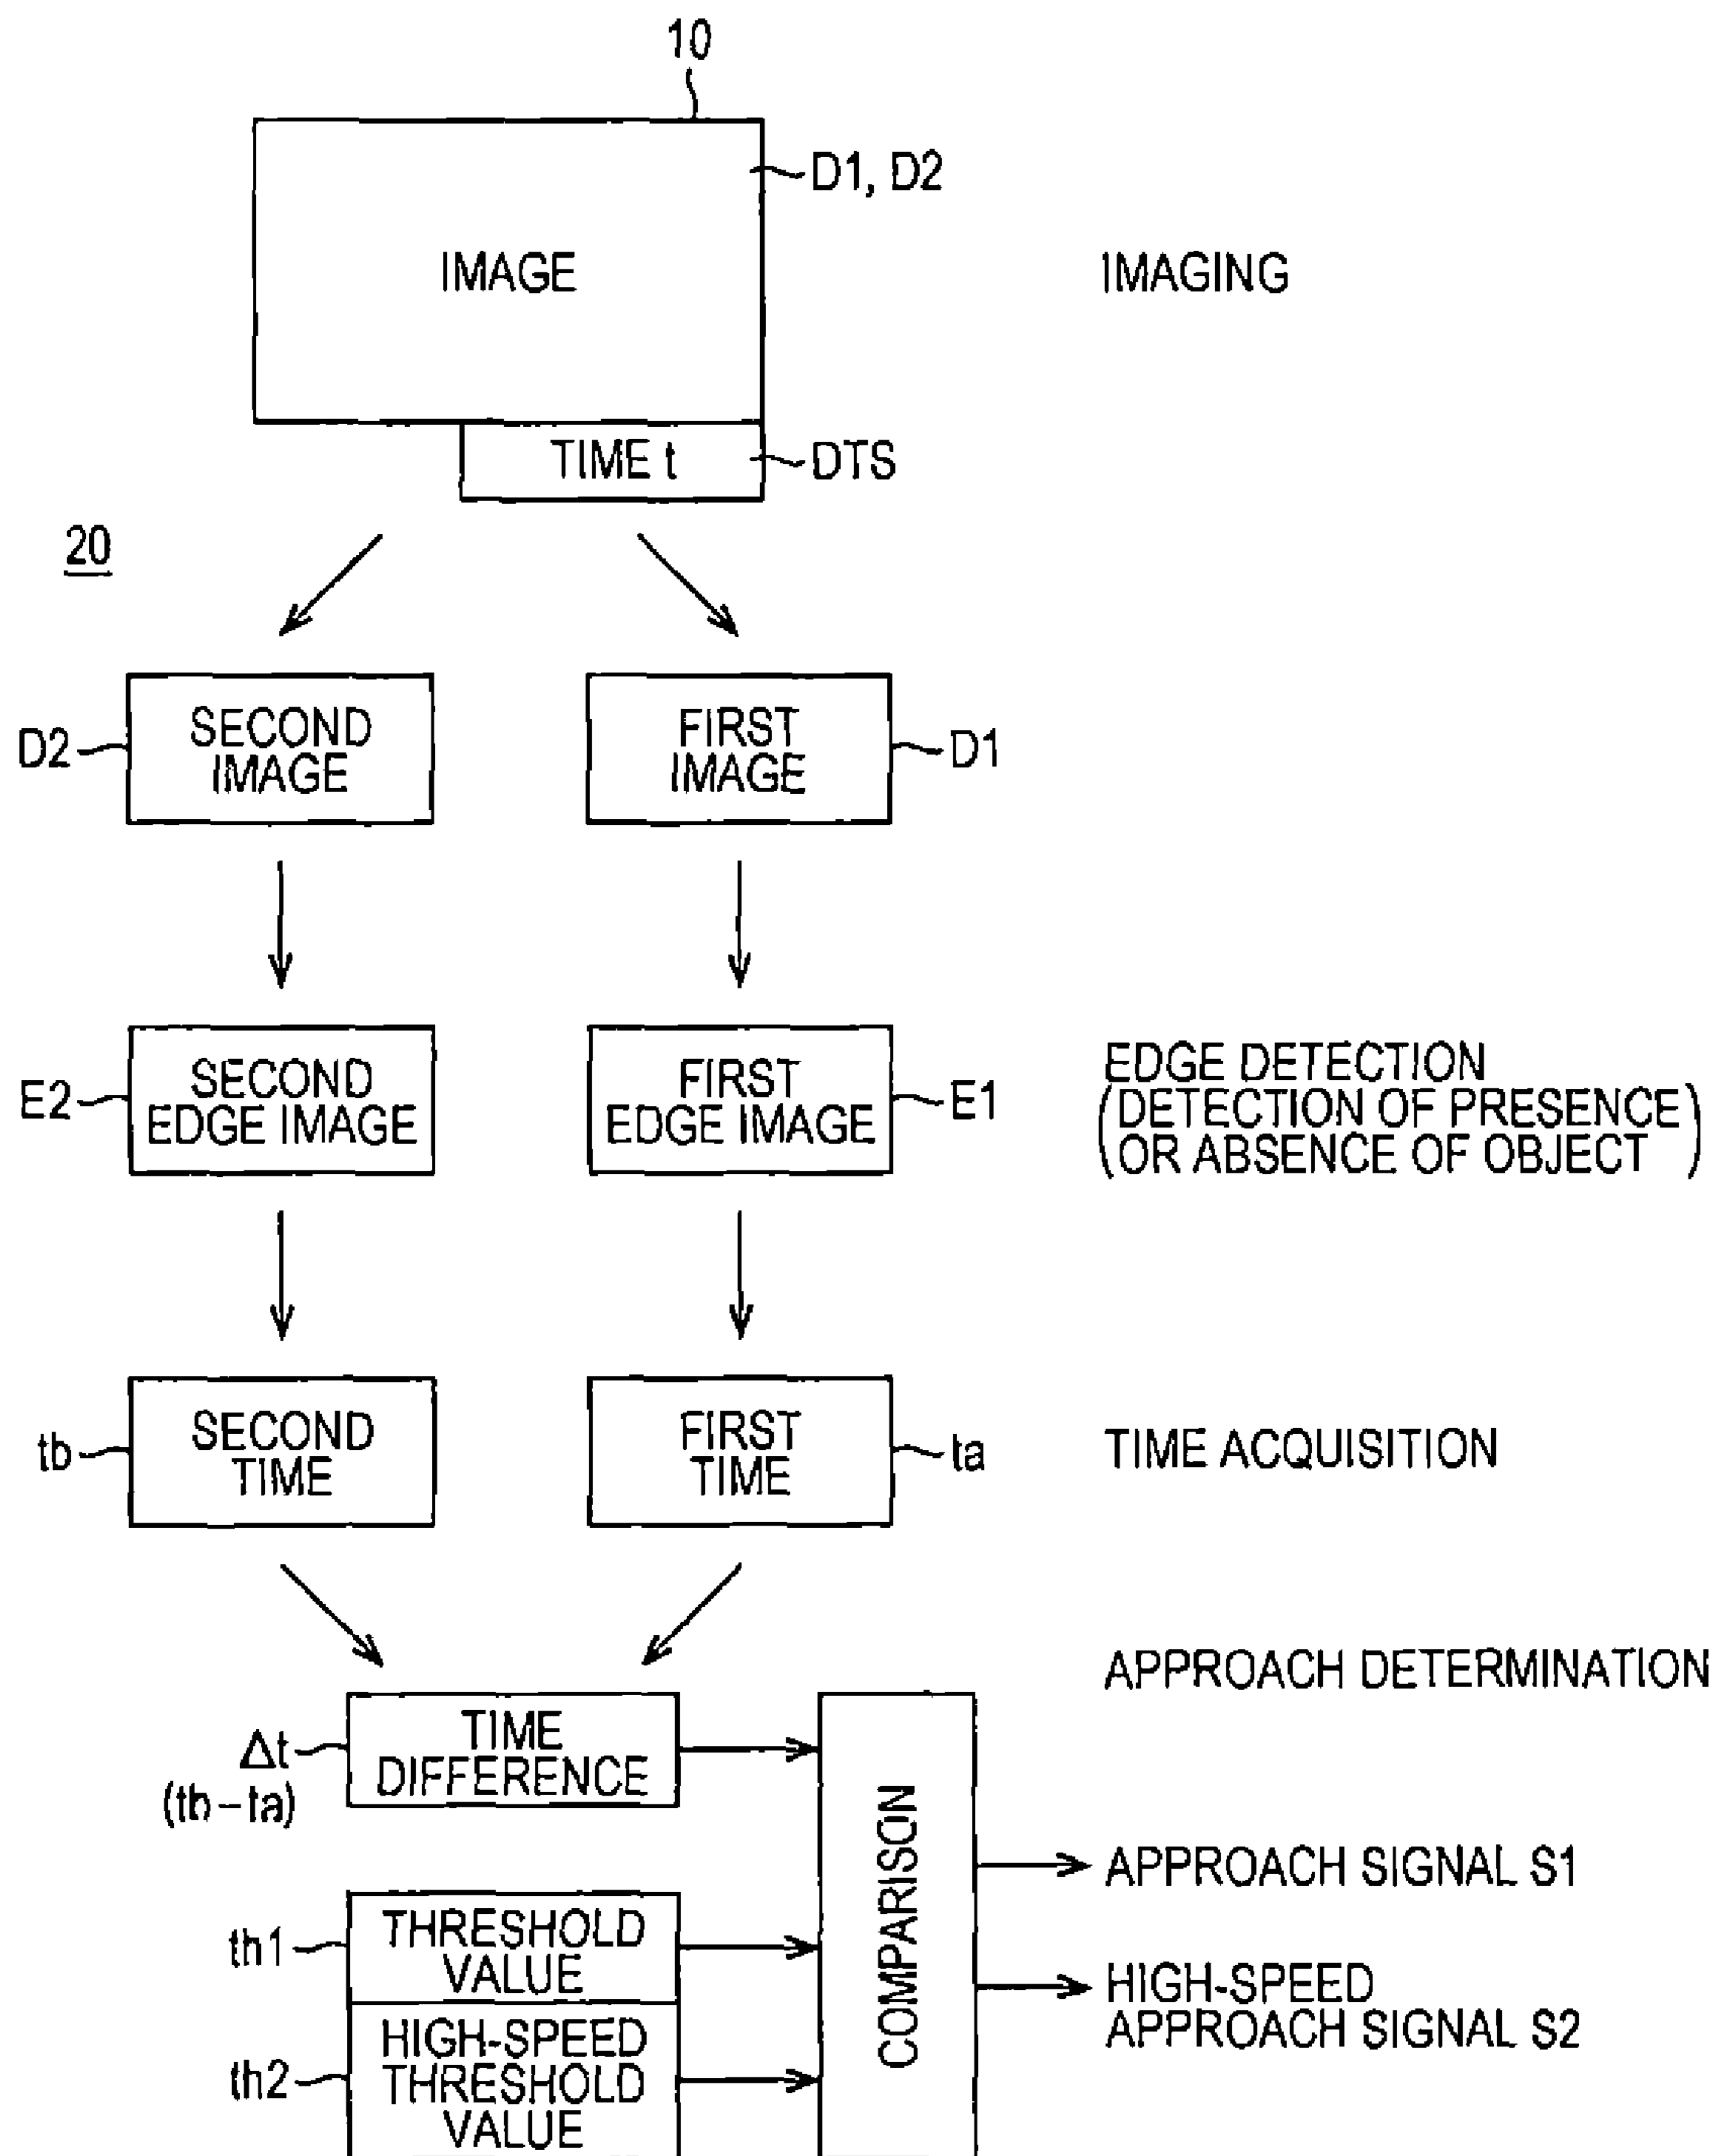 10
D1, D2
IMAGE
IMAGING
TIME t
DTS
20
D2
SECOND
IMAGE
FIRST
IMAGE
D1
E2
SECOND
EDGE IMAGE
FIRST
EDGE IMAGE
E1
EDGE DETECTION
(DETECTION OF PRESENCE
OR ABSENCE OF OBJECT)
tb
SECOND
TIME
FIRST
TIME
ta
TIME ACQUISITION
APPROACH DETERMINATION
Δt
(tb-ta)
TIME
DIFFERENCE
COMPARISON
APPROACH SIGNAL S1
th1
THRESHOLD
VALUE
HIGH-SPEED
APPROACH SIGNAL S2
th2
HIGH-SPEED
THRESHOLD
VALUE